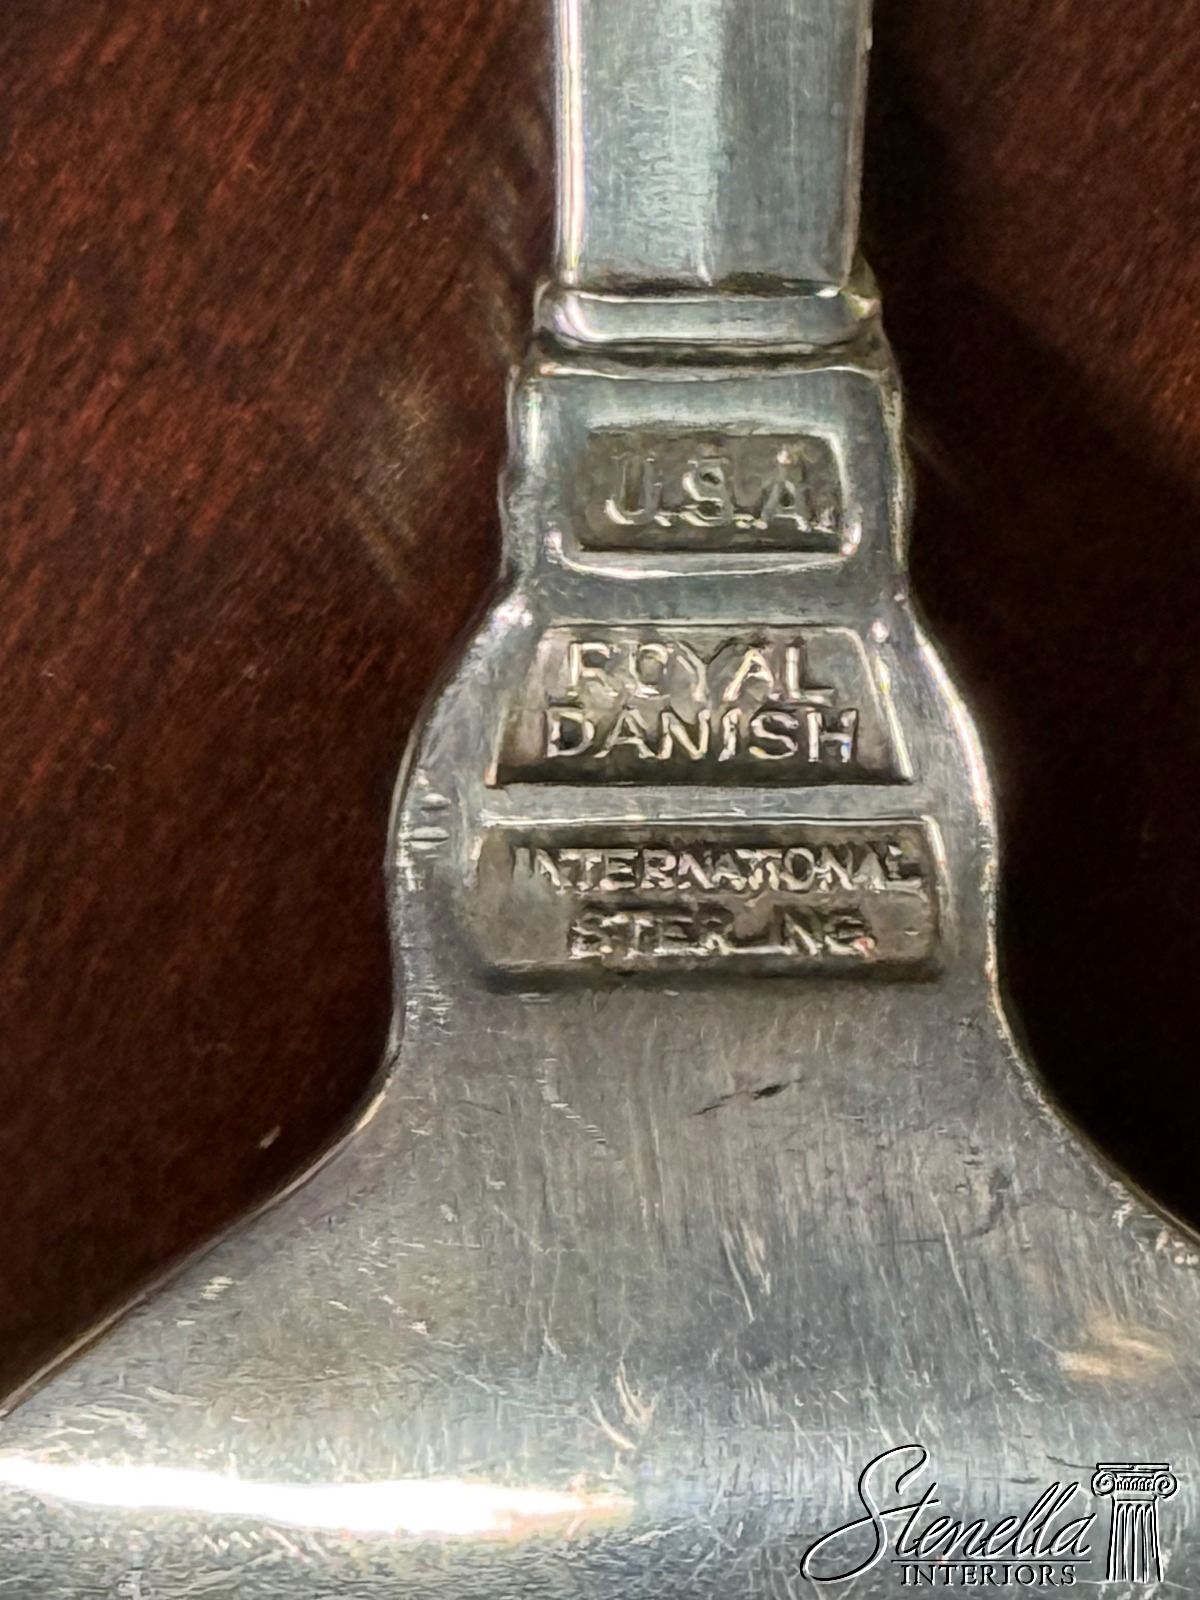 U.S.A.
ROYAL
DANISH
INTERNATIONAL
STERLING
Stenella
INTERIORS